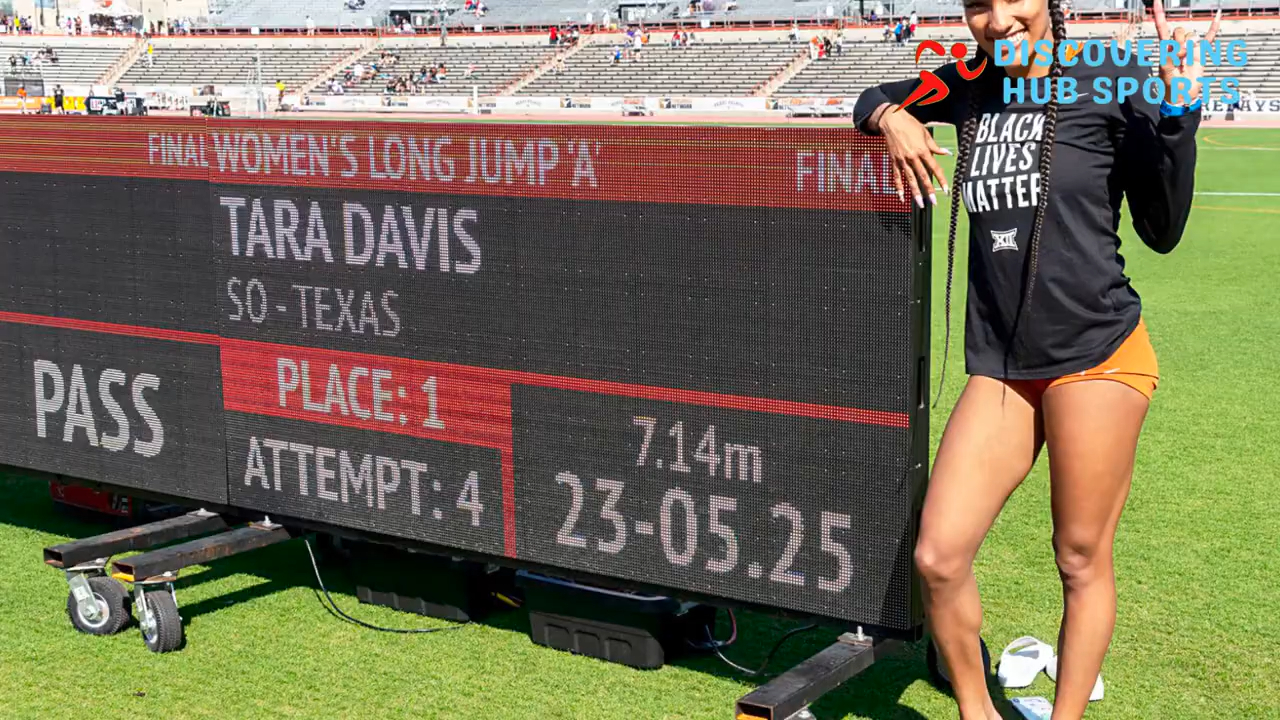 DISCOVERING
HUB SPORTS
FINAL WOMEN'S LONG JUMP 'A' FINAL
TARA DAVIS
SO - TEXAS
PASS
PLACE: 1
ATTEMPT: 4
7.14m
23-05.25
BLACK
LIVES
MATTER
XII